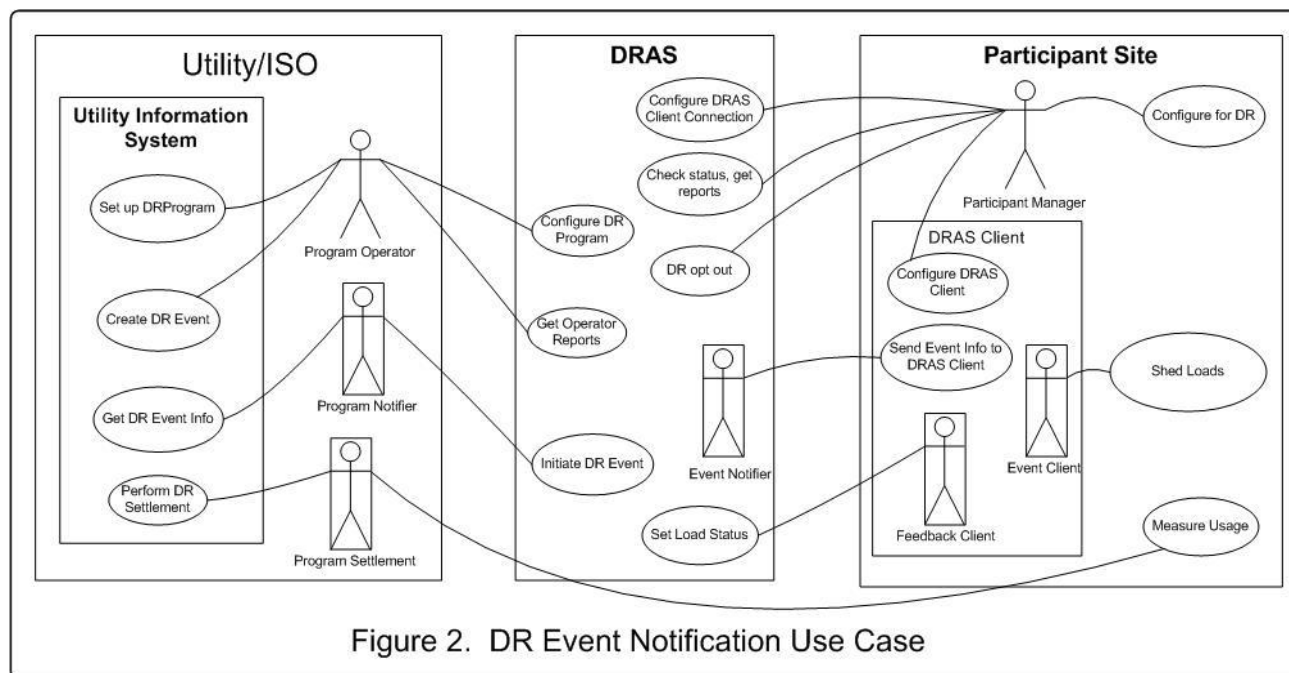 Utility/ISO
Utility Information
System
Set up DRProgram
Create DR Event
Get DR Event Info
Perform DR
Settlement
Program Operator
Program Notifier
Program Settlement
DRAS
Configure DRAS
Client Connection
Check status, get
reports
Configure DR
Program
DR opt out
Get Operator
Reports
Initiate DR Event
Event Notifier
Set Load Status
Participant Site
Configure for DR
Participant Manager
DRAS Client
Configure DRAS
Client
Send Event Info to
DRAS Client
Shed Loads
Event Client
Feedback Client
Measure Usage
Figure 2. DR Event Notification Use Case